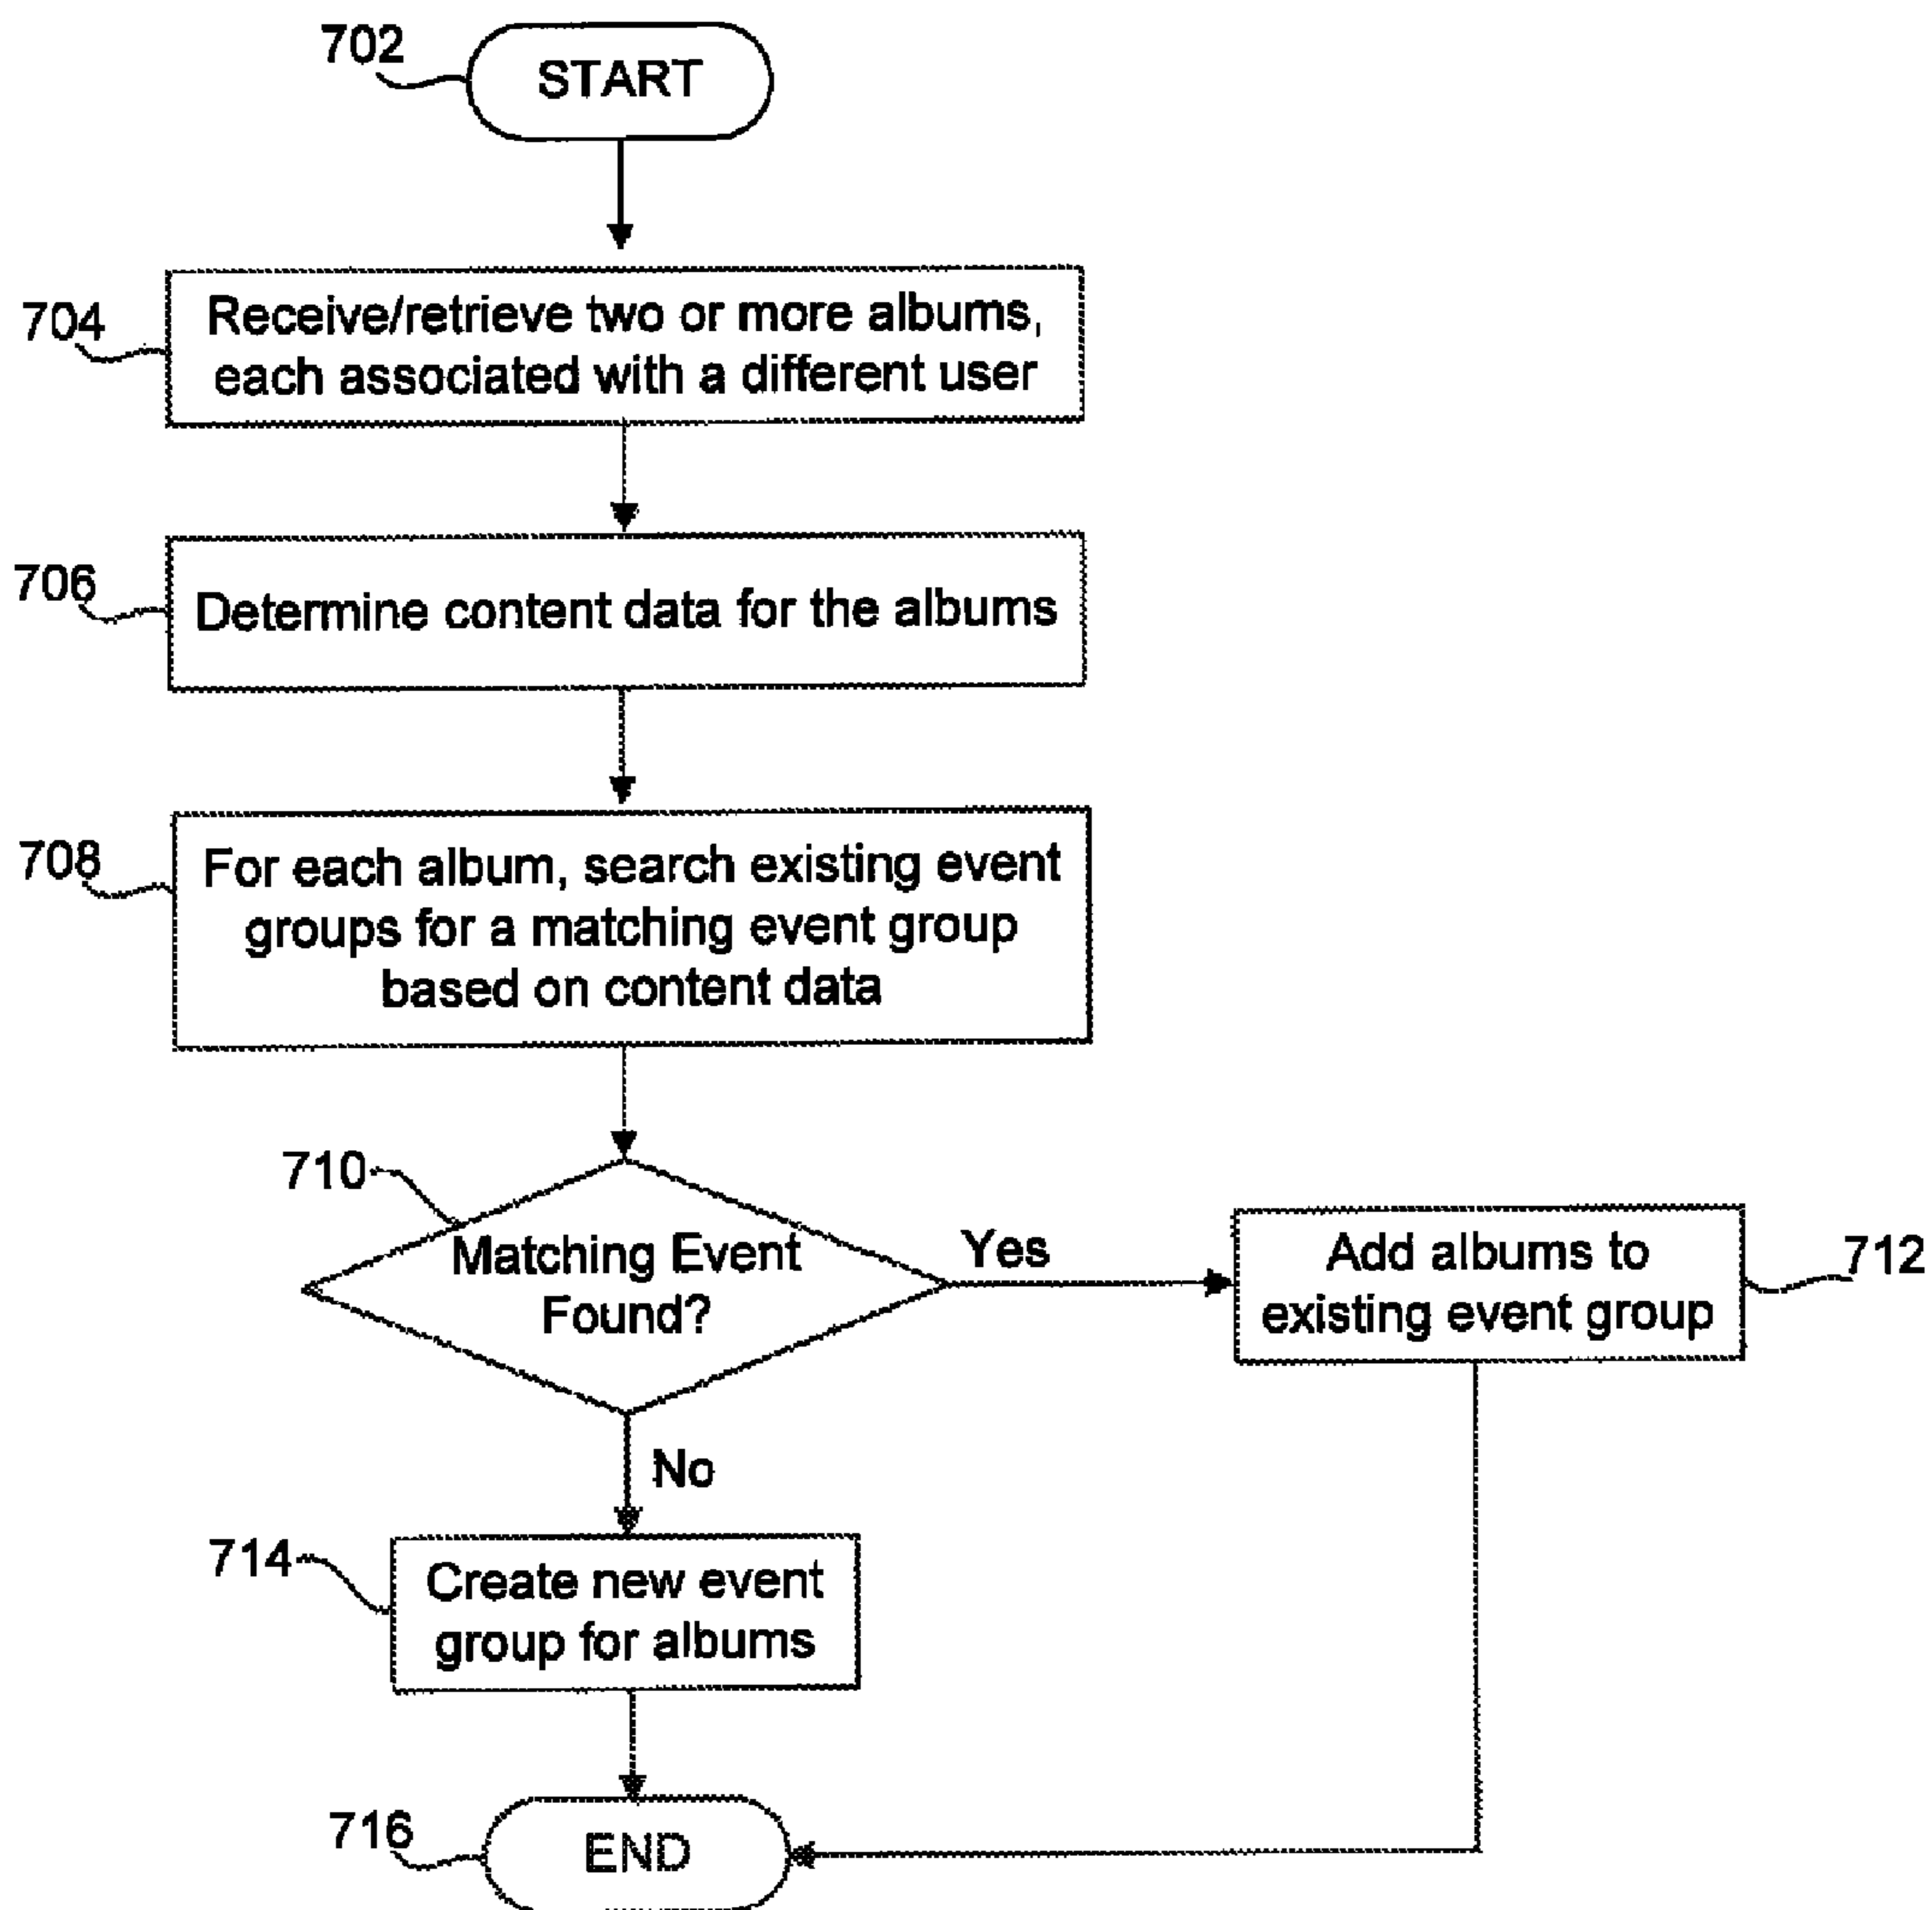 702
START
704
Receive/retrieve two or more albums,
each associated with a different user
706
Determine content data for the albums
708
For each album, search existing event
groups for a matching event group
based on content data
710
Matching Event
Found?
Yes
Add albums to
existing event group
712
No
714
Create new event
group for albums
716
END